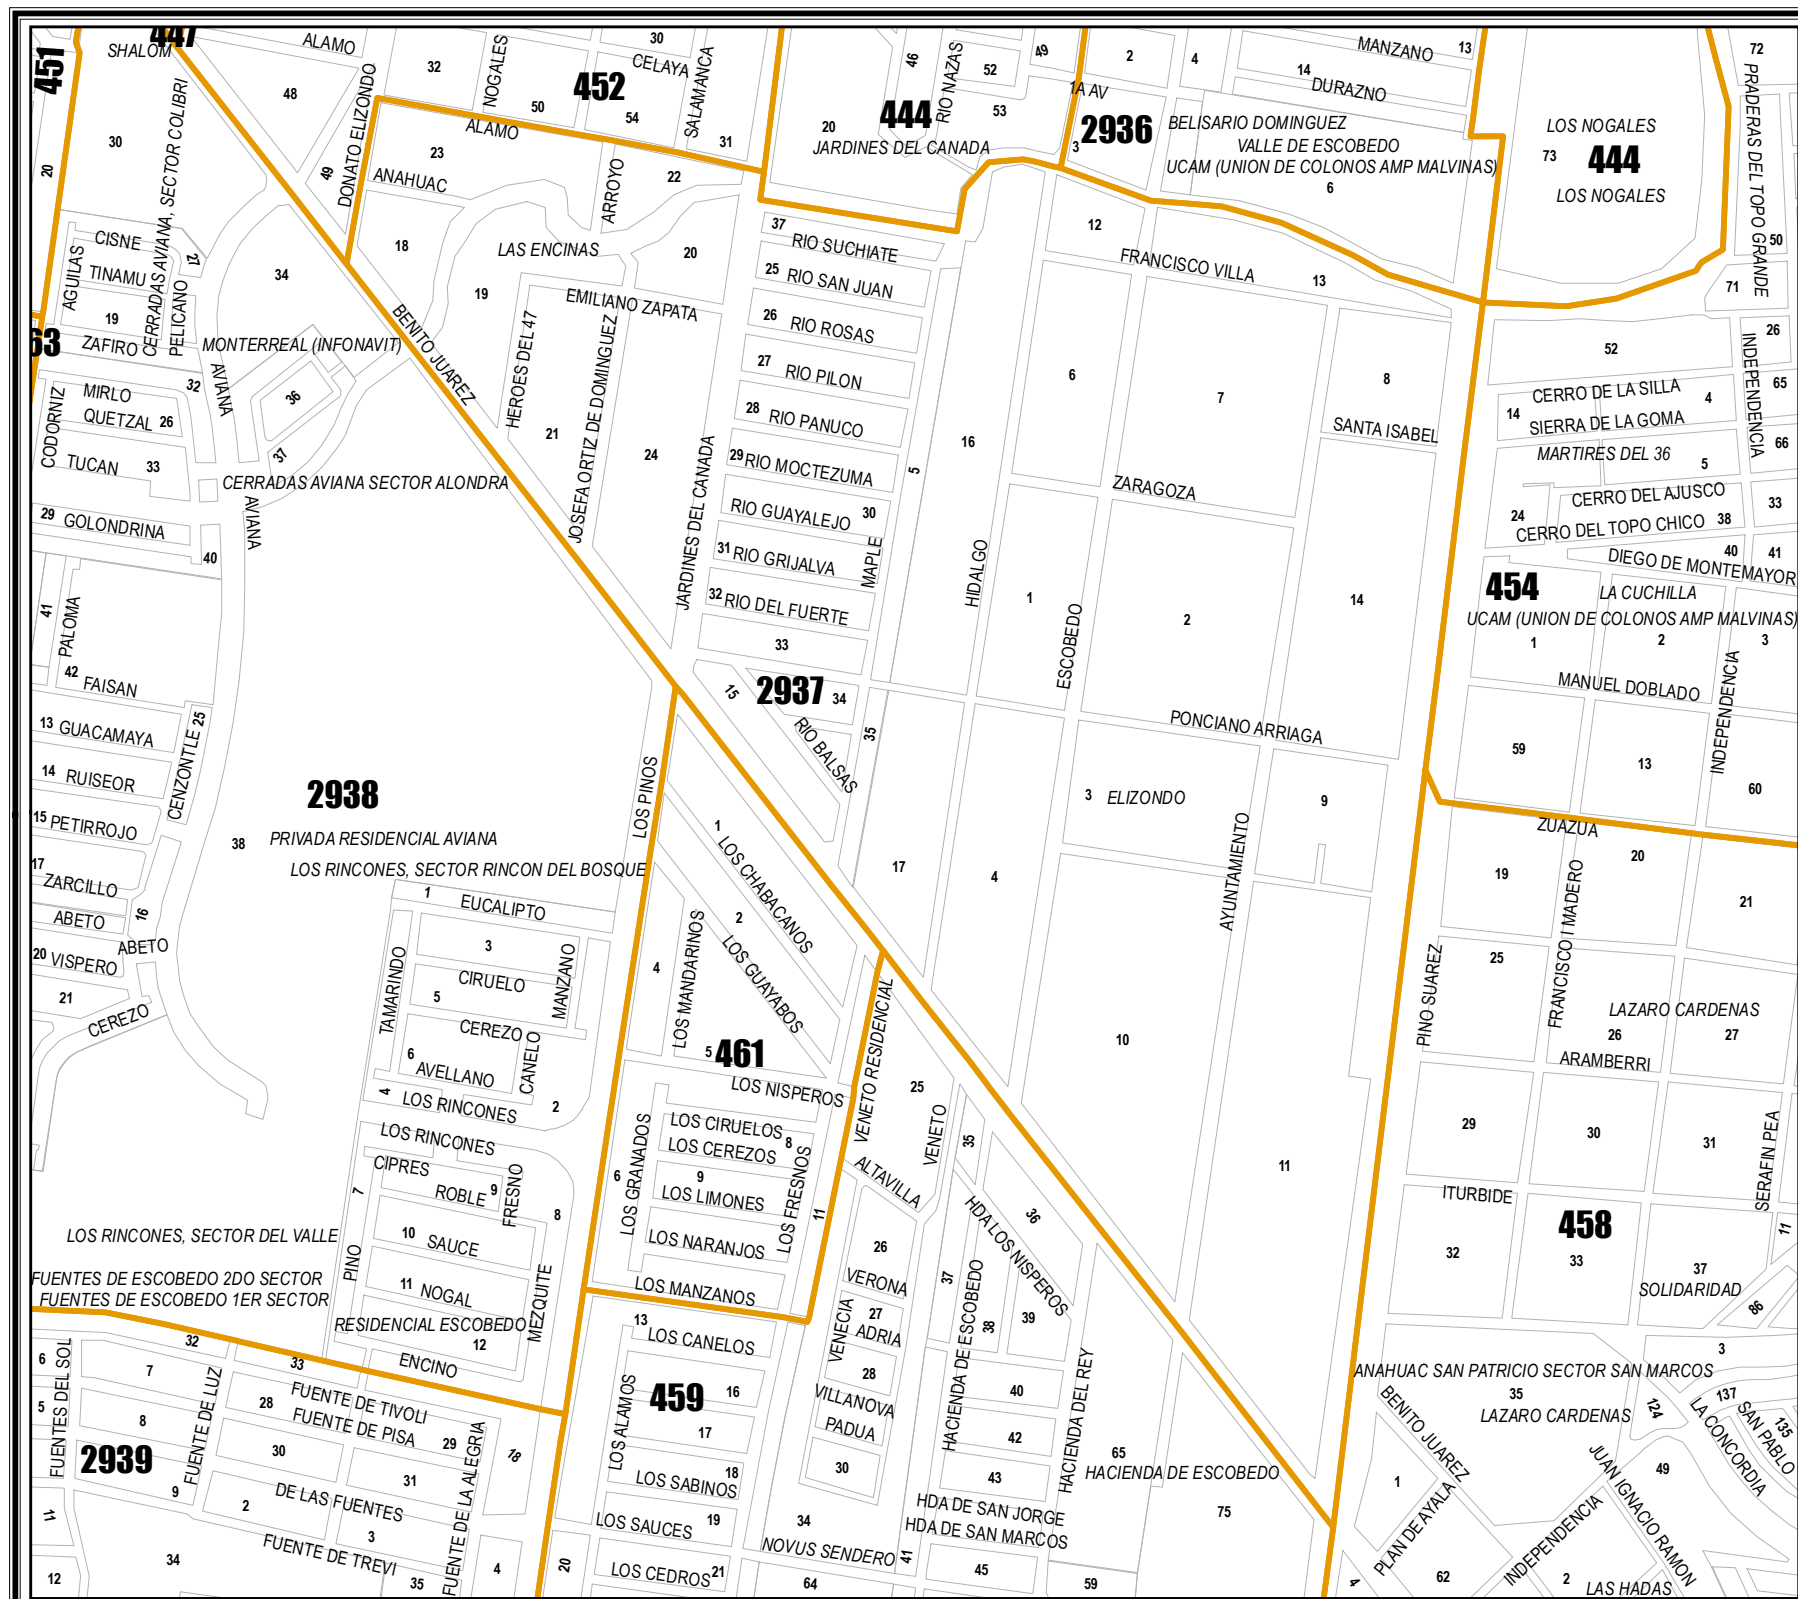 447
SHALOM
ALAMO
30
CELAYA
SALAMANCA
NOGALES
32
48
50
452
54
31
451
30
20
CERRADAS AVIANA, SECTOR COLIBRI
DONATO ELIZONDO
49
ALAMO
23
ANAHUAC
ARROYO
22
18
LAS ENCINAS
20
46
RIO NAZAS
52
49
53
1A AV
20
444
JARDINES DEL CANADA
2
4
MANZANO
13
14
DURAZNO
2936
3
BELISARIO DOMINGUEZ
VALLE DE ESCOBEDO
UCAM (UNION DE COLONOS AMP MALVINAS)
6
LOS NOGALES
73
444
LOS NOGALES
72
PRADERAS DEL TOPO GRANDE
50
71
CISNE
27
AGUILAS
TINAMU
PELICANO
19
63
ZAFIRO
34
MONTERREAL (INFONAVIT)
32
36
37
AVIANA
MIRLO
QUETZAL
26
CODORNIZ
TUCAN
33
CERRADAS AVIANA SECTOR ALONDRA
AVIANA
29
GOLONDRINA
40
41
PALOMA
42
FAISAN
BENITO JUAREZ
19
HEROES DEL 47
21
EMILIANO ZAPATA
JOSEFA ORTIZ DE DOMINGUEZ
24
JARDINES DEL CANADA
37
RIO SUCHIATE
25
RIO SAN JUAN
26
RIO ROSAS
27
RIO PILON
28
RIO PANUCO
29
RIO MOCTEZUMA
RIO GUAYALEJO
30
31
RIO GRIJALVA
32
RIO DEL FUERTE
33
5
MAPLE
16
HIDALGO
12
FRANCISCO VILLA
13
6
7
8
SANTA ISABEL
ZARAGOZA
1
ESCOBEDO
2
14
PONCIANO ARRIAGA
52
CERRO DE LA SILLA
4
14
SIERRA DE LA GOMA
MARTIRES DEL 36
5
CERRO DEL AJUSCO
24
CERRO DEL TOPO CHICO
38
40
41
DIEGO DE MONTEMAYOR
454
LA CUCHILLA
UCAM (UNION DE COLONOS AMP MALVINAS)
1
2
3
MANUEL DOBLADO
INDEPENDENCIA
26
65
66
33
INDEPENDENCIA
59
13
60
ZUAZUA
13
GUACAMAYA
CENZONTLE
25
14
RUISEOR
15
PETIRROJO
17
ZARCILLO
ABETO
16
ABETO
20
VISPERO
21
CEREZO
2938
38
PRIVADA RESIDENCIAL AVIANA
LOS RINCONES, SECTOR RINCON DEL BOSQUE
1
EUCALIPTO
3
CIRUELO
5
CEREZO
6
AVELLANO
TAMARINDO
MANZANO
CANELO
4
LOS RINCONES
2
LOS RINCONES
CIPRES
ROBLE
9
FRESNO
7
8
10
SAUCE
11
NOGAL
PINO
MEZQUITE
RESIDENCIAL ESCOBEDO
12
ENCINO
LOS RINCONES, SECTOR DEL VALLE
FUENTES DE ESCOBEDO 2DO SECTOR
FUENTES DE ESCOBEDO 1ER SECTOR
LOS PINOS
15
2937
34
35
RIO BALSAS
1
LOS CHABACANOS
2
LOS GUAYABOS
4
LOS MANDARINOS
5
461
LOS NISPEROS
LOS CIRUELOS
8
LOS CEREZOS
9
LOS LIMONES
LOS NARANJOS
LOS MANZANOS
6
LOS GRANADOS
LOS FRESNOS
11
VENETO RESIDENCIAL
17
4
3
ELIZONDO
9
AYUNTAMIENTO
10
11
25
VENETO
35
ALTAVILLA
36
HDA LOS NISPEROS
26
VERONA
27
ADRIA
28
VENECIA
VILLANOVA
PADUA
30
37
HACIENDA DE ESCOBEDO
38
39
40
42
43
HACIENDA DEL REY
65
HACIENDA DE ESCOBEDO
75
HDA DE SAN JORGE
HDA DE SAN MARCOS
34
NOVUS SENDERO
41
64
45
59
19
20
21
PINO SUAREZ
FRANCISCO I MADERO
25
LAZARO CARDENAS
26
27
ARAMBERRI
29
30
31
SERAFIN PEA
ITURBIDE
458
32
33
37
11
SOLIDARIDAD
86
3
ANAHUAC SAN PATRICIO SECTOR SAN MARCOS
35
LAZARO CARDENAS
124
137
LA CONCORDIA
SAN PABLO
135
BENITO JUAREZ
1
PLAN DE AYALA
JUAN IGNACIO RAMON
49
INDEPENDENCIA
4
62
2
LAS HADAS
6
FUENTES DEL SOL
5
7
8
32
33
FUENTE DE LUZ
28
FUENTE DE TIVOLI
FUENTE DE PISA
29
30
31
2939
9
2
DE LAS FUENTES
3
FUENTE DE TREVI
FUENTE DE LA ALEGRIA
18
11
12
34
35
4
13
LOS CANELOS
16
459
17
LOS ALAMOS
18
LOS SABINOS
19
LOS SAUCES
20
LOS CEDROS
21